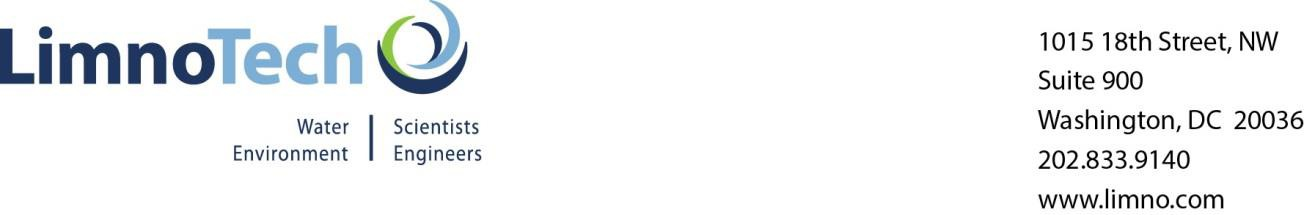 LimnoTech
Water | Scientists
Environment | Engineers
1015 18th Street, NW
Suite 900
Washington, DC 20036
202.833.9140
www.limno.com